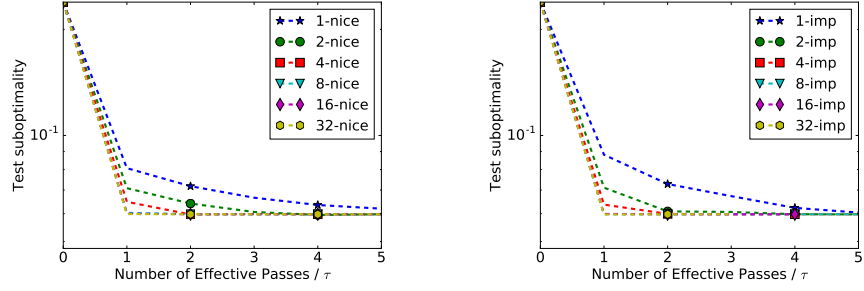 Test suboptimality
10^-1
1-nice
2-nice
4-nice
8-nice
16-nice
32-nice
0 1 2 3 4 5
Number of Effective Passes / τ
Test suboptimality
10^-1
1-imp
2-imp
4-imp
8-imp
16-imp
32-imp
0 1 2 3 4 5
Number of Effective Passes / τ